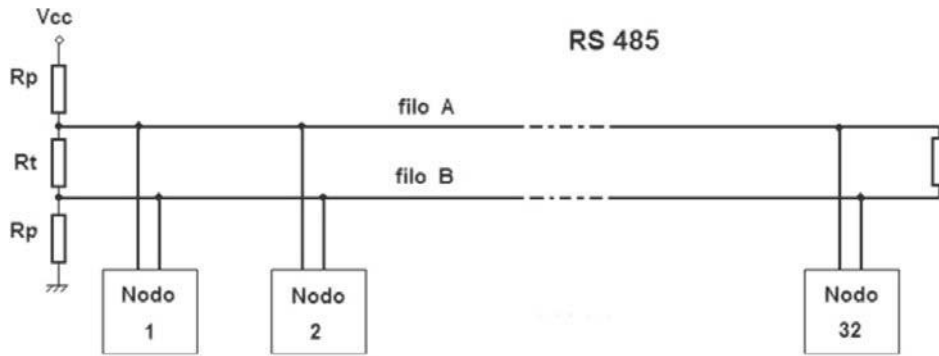 Vcc
RS 485
Rp
filo A
Rt
filo B
Rp
Nodo
1
Nodo
2
Nodo
32